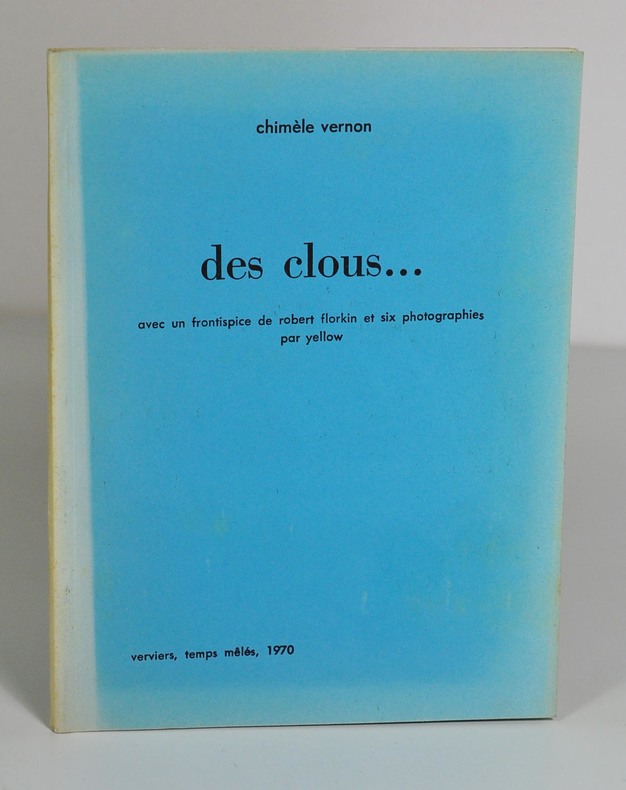 chimèle vernon
des clous...
avec un frontispice de robert florkin et six photographies
par yellow
verviers, temps mêlés, 1970